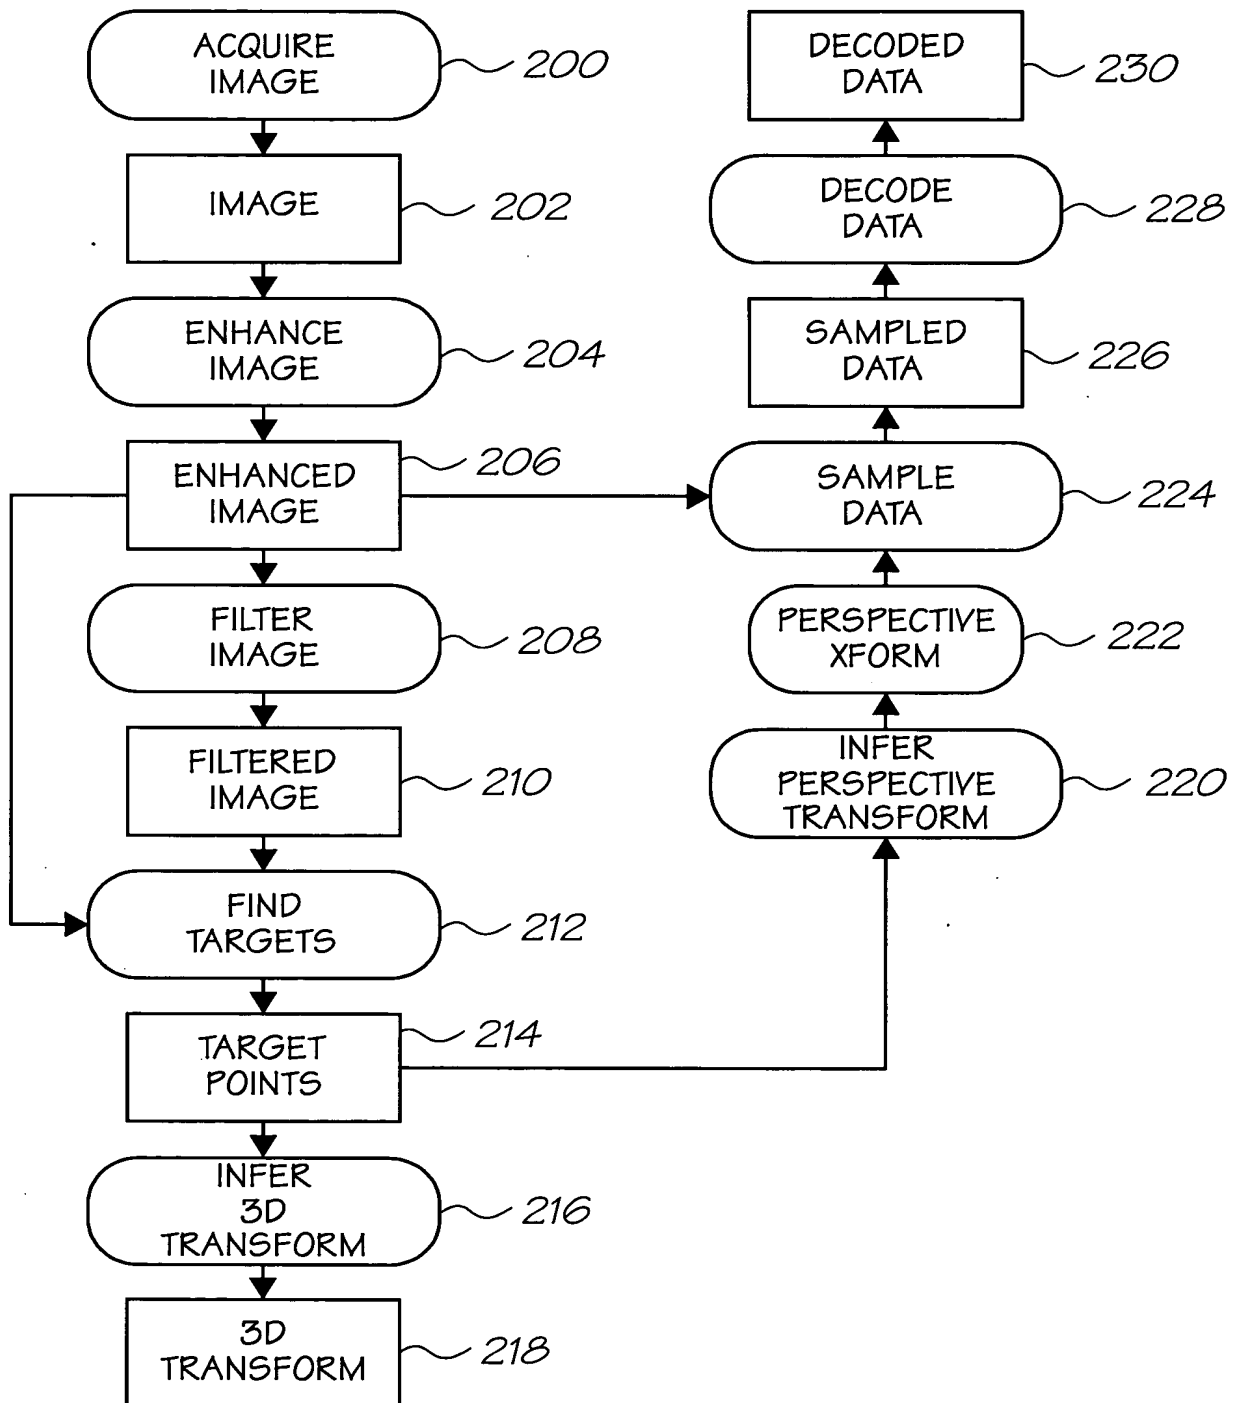 ACQUIRE
IMAGE
200
IMAGE
202
ENHANCE
IMAGE
204
ENHANCED
IMAGE
206
FILTER
IMAGE
208
FILTERED
IMAGE
210
FIND
TARGETS
212
TARGET
POINTS
214
INFER
3D
TRANSFORM
216
3D
TRANSFORM
218
DECODED
DATA
230
DECODE
DATA
228
SAMPLED
DATA
226
SAMPLE
DATA
224
PERSPECTIVE
XFORM
222
INFER
PERSPECTIVE
TRANSFORM
220